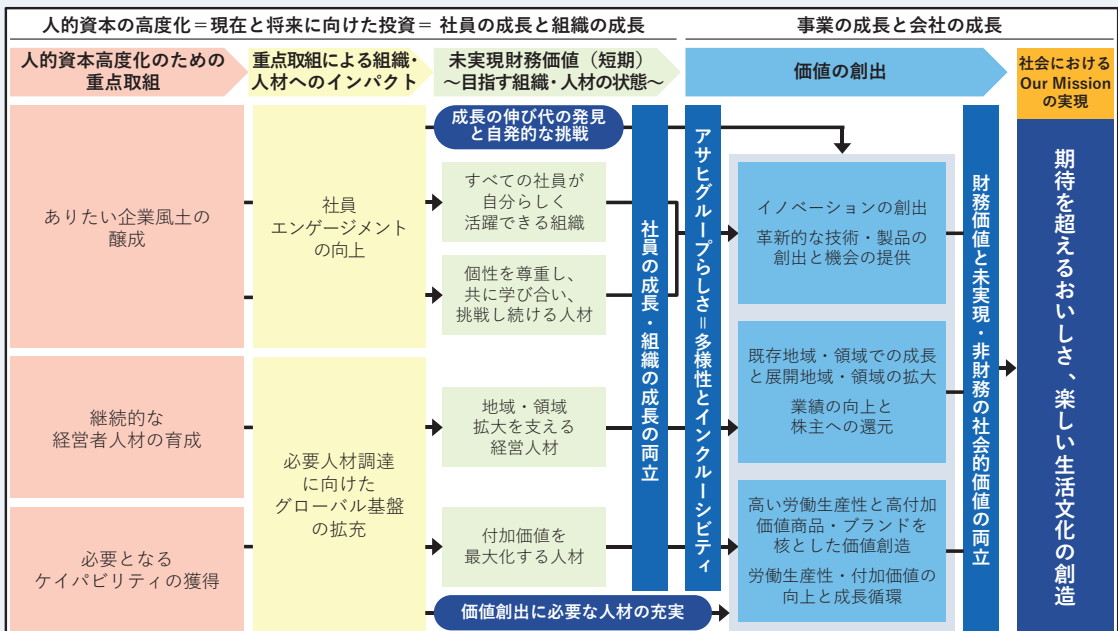 人的資本の高度化＝現在と将来に向けた投資＝ 社員の成長と組織の成長
事業の成長と会社の成長
人的資本高度化のための
重点取組
重点取組による組織・
人材へのインパクト
未実現財務価値（短期）
～目指す組織・人材の状態～
価値の創出
社会における
Our Mission
の実現
ありたい企業風土の
醸成
継続的な
経営者人材の育成
必要となる
ケイパビリティの獲得
社員
エンゲージメント
の向上
必要人材調達
に向けた
グローバル基盤
の拡充
成長の伸び代の発見
と自発的な挑戦
すべての社員が
自分らしく
活躍できる組織
個性を尊重し、
共に学び合い、
挑戦し続ける人材
地域・領域
拡大を支える
経営人材
付加価値を
最大化する人材
価値創出に必要な人材の充実
社員の成長・組織の成長の両立
アサヒグループらしさ＝多様性とインクルーシビティ
イノベーションの創出
革新的な技術・製品の
創出と機会の提供
既存地域・領域での成長
と展開地域・領域の拡大
業績の向上と
株主への還元
高い労働生産性と高付加
価値商品・ブランドを
核とした価値創造
労働生産性・付加価値の
向上と成長循環
財務価値と未実現・非財務の社会的価値の両立
期待を超えるおいしさ、楽しい生活文化の創造